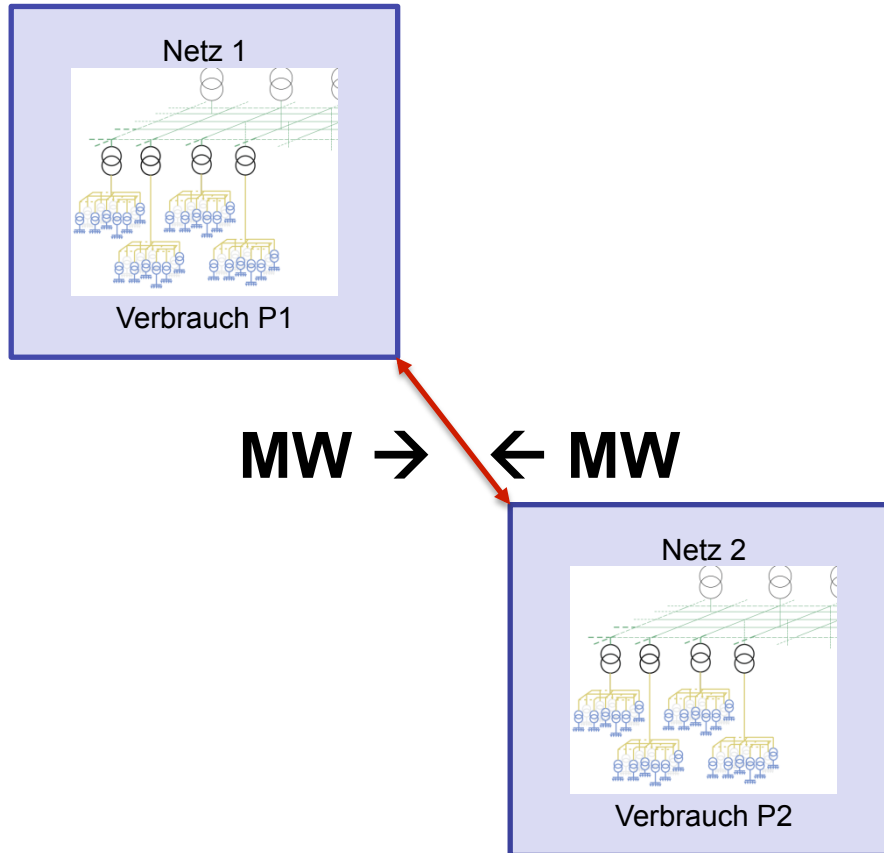 Netz 1
Verbrauch P1
MW → ← MW
Netz 2
Verbrauch P2